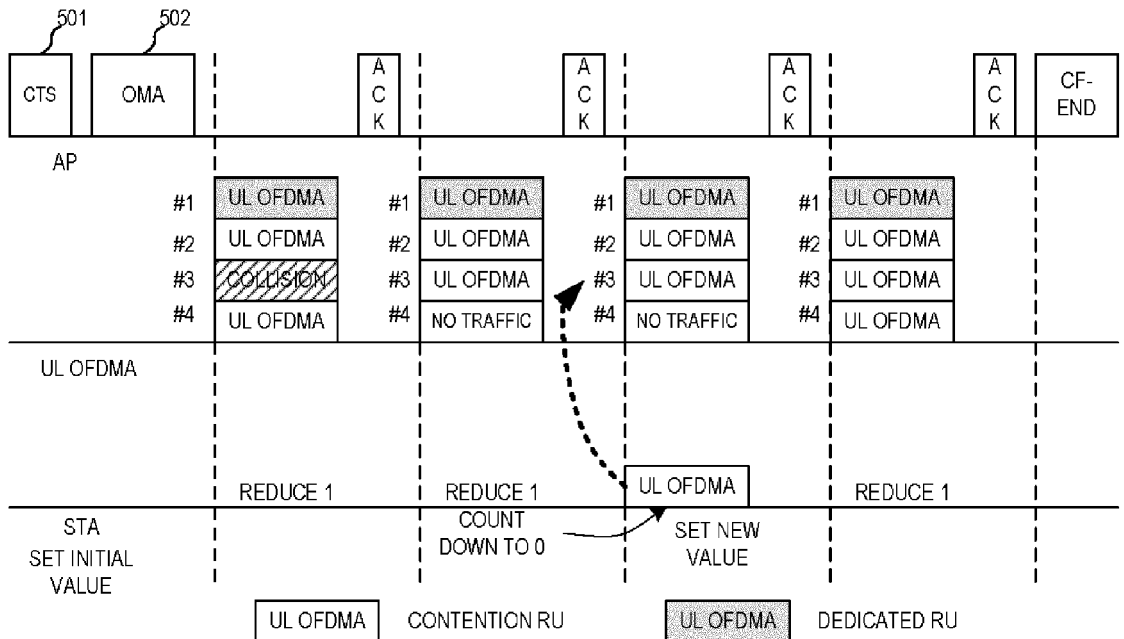 501 502
CTS OMA ACK ACK ACK ACK CF-END
AP
#1 UL OFDMA #1 UL OFDMA #1 UL OFDMA #1 UL OFDMA
#2 UL OFDMA #2 UL OFDMA #2 UL OFDMA #2 UL OFDMA
#3 COLLISION #3 UL OFDMA #3 UL OFDMA #3 UL OFDMA
#4 UL OFDMA #4 NO TRAFFIC #4 NO TRAFFIC #4 UL OFDMA
UL OFDMA
REDUCE 1 REDUCE 1 UL OFDMA REDUCE 1
STA
SET INITIAL
VALUE
COUNT
DOWN TO 0
SET NEW
VALUE
UL OFDMA CONTENTION RU UL OFDMA DEDICATED RU